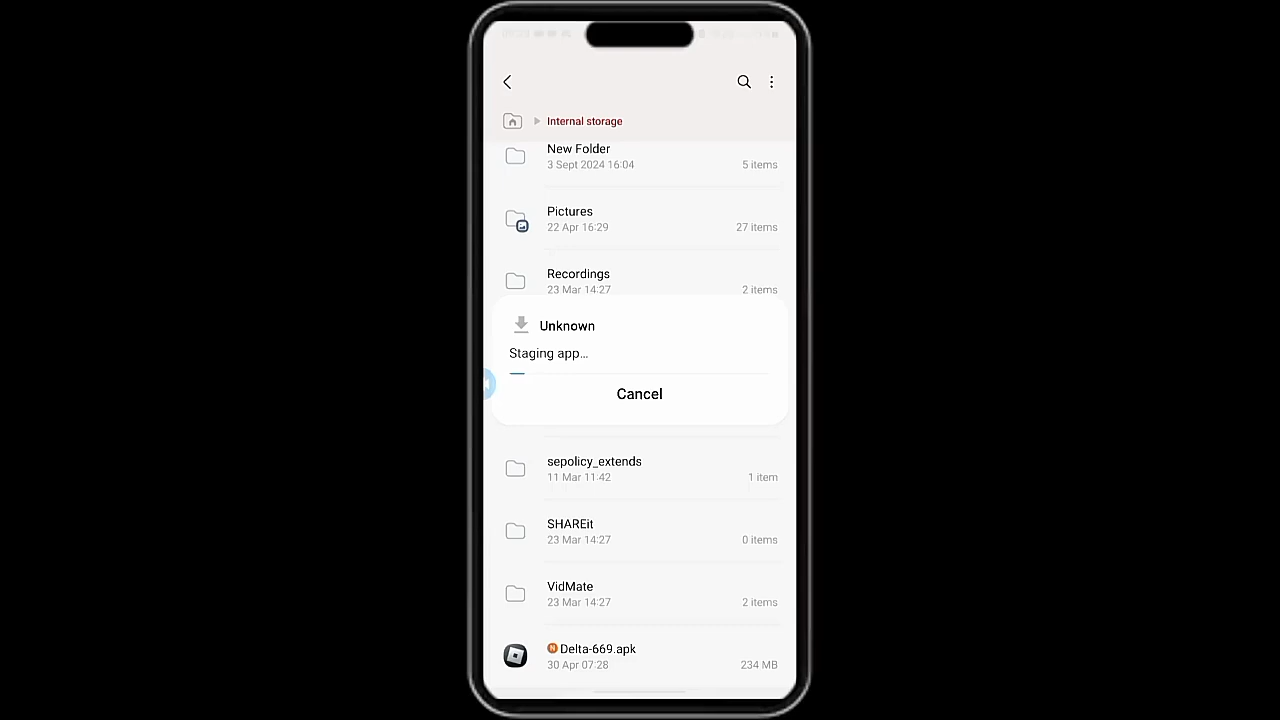 Internal storage
New Folder
3 Sept 2024 16:04 5 items
Pictures
22 Apr 16:29 27 items
Recordings
23 Mar 14:27 2 items
Unknown
Staging app...
Cancel
sepolicy_extends
11 Mar 11:42 1 item
SHAREit
23 Mar 14:27 0 items
VidMate
23 Mar 14:27 2 items
N Delta-669.apk
30 Apr 07:28 234 MB